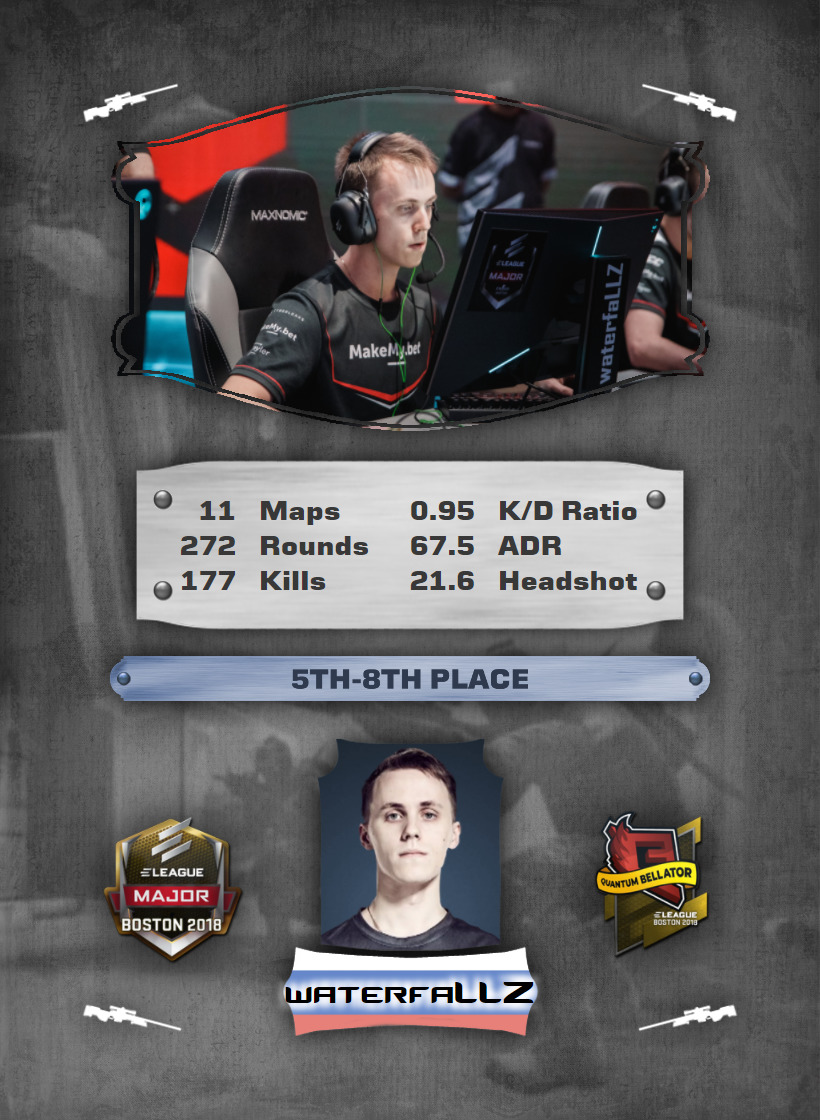 MAXNOMIC
ELEAGUE
MAJOR
MakeMy.bet
waterfaLLZ
11 Maps 0.95 K/D Ratio
272 Rounds 67.5 ADR
177 Kills 21.6 Headshot
5TH-8TH PLACE
ELEAGUE
MAJOR
BOSTON 2018
QUANTUM BELLATOR
ELEAGUE
BOSTON 2018
WATERFALLZ